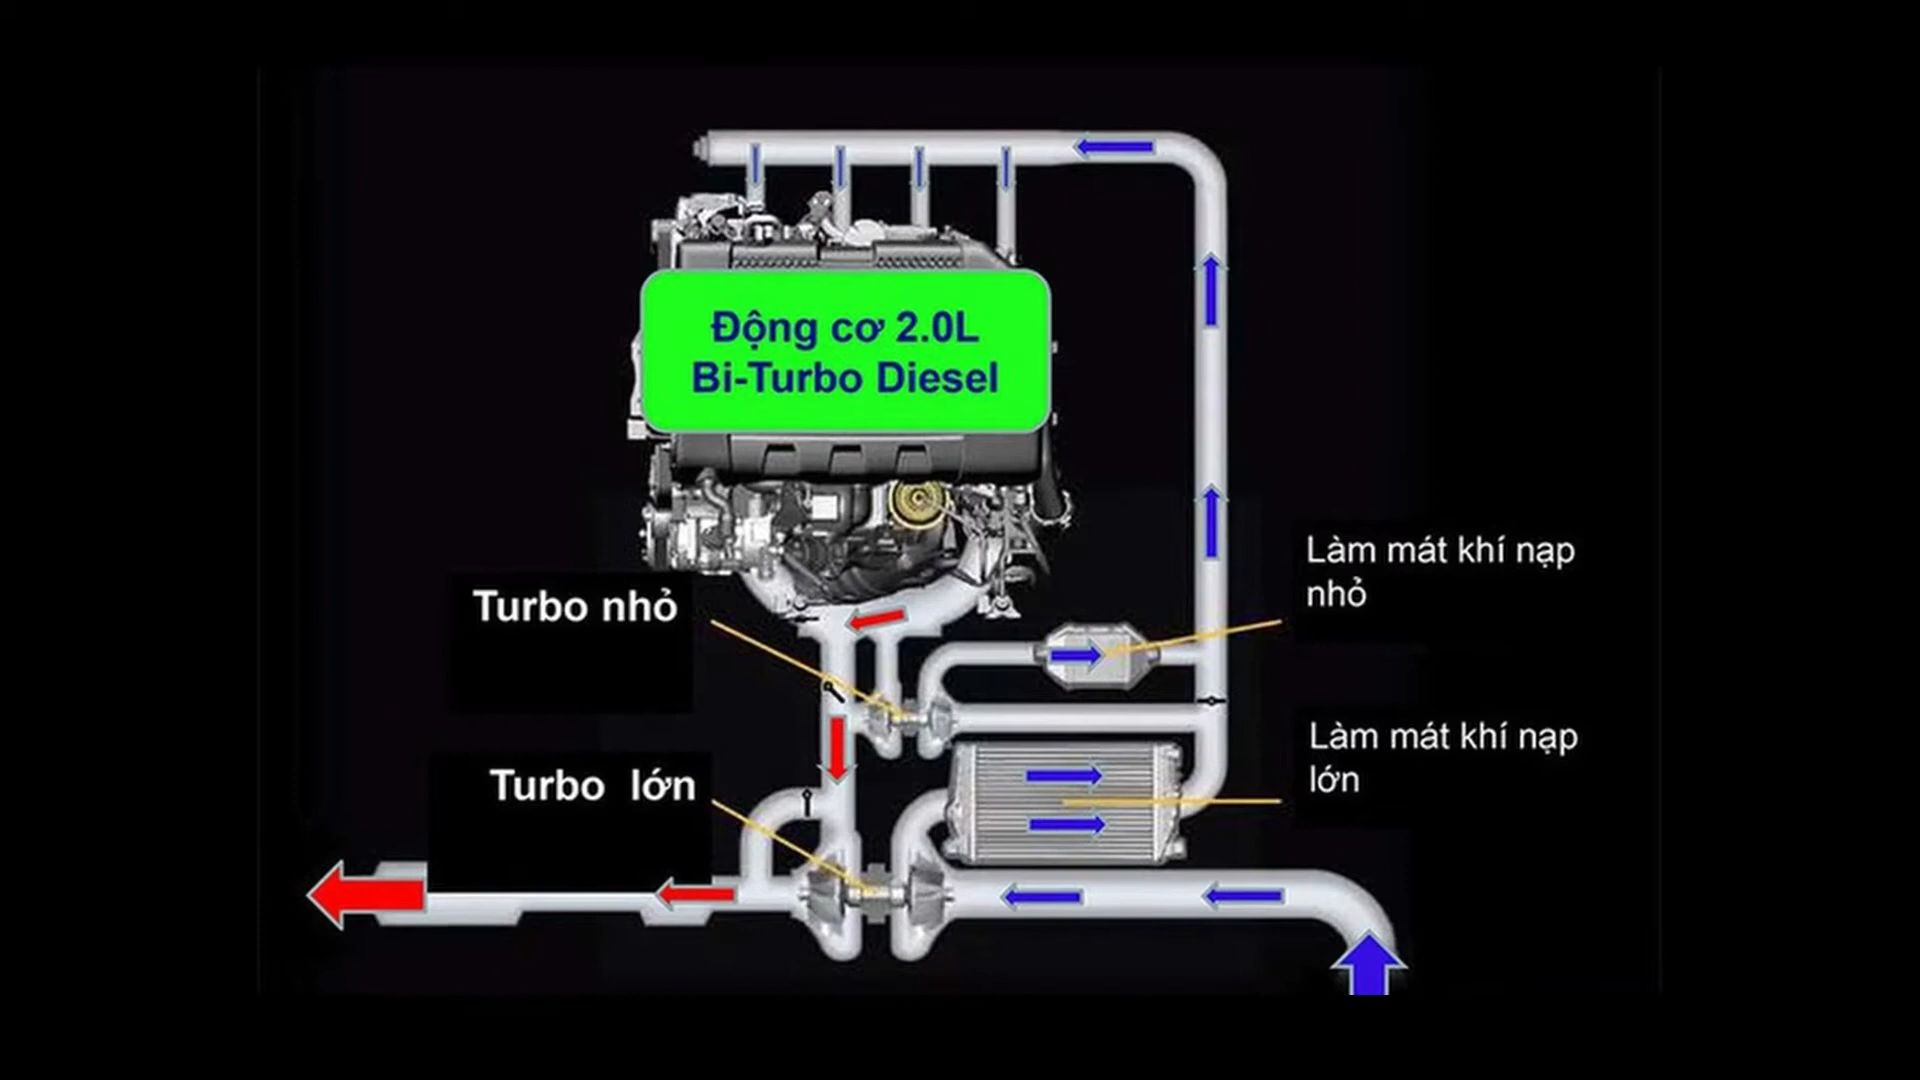 Động cơ 2.0L
Bi-Turbo Diesel
Làm mát khí nạp
nhỏ
Turbo nhỏ
Làm mát khí nạp
lớn
Turbo lớn